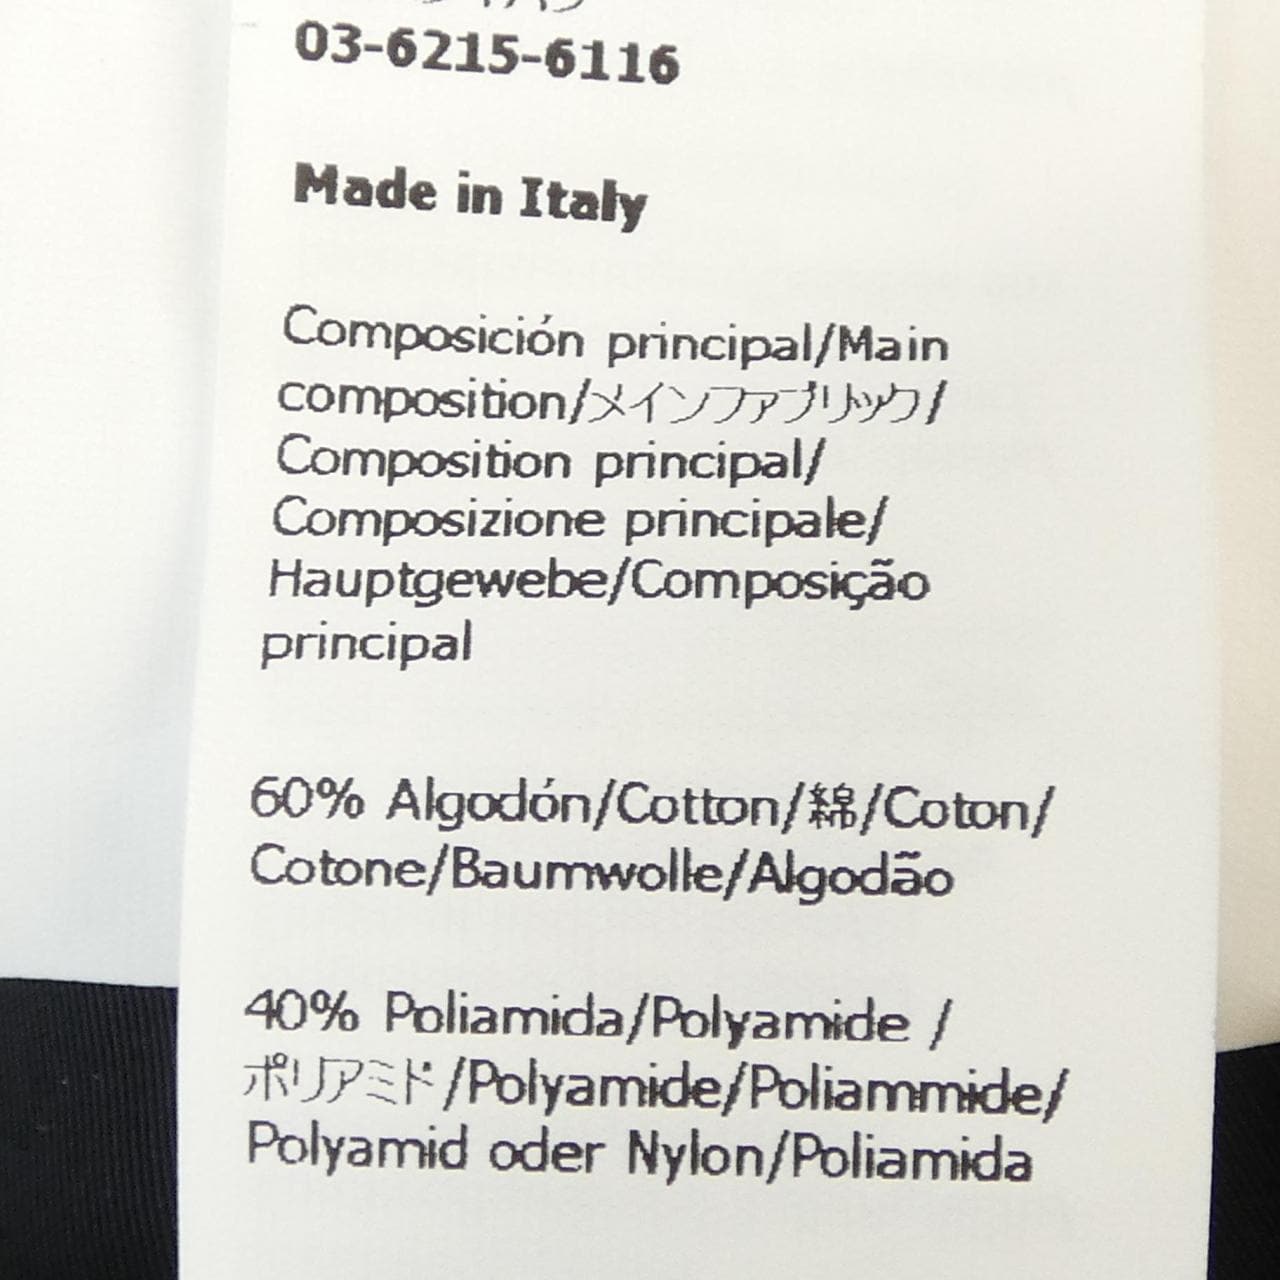 03-6215-6116
Made in Italy
Composición principal/Main
composition/メインファブリック/
Composition principal/
Composizione principale/
Hauptgewebe/Composição
principal
60% Algodón/Cotton/綿/Coton/
Cotone/Baumwolle/Algodão
40% Poliamida/Polyamide /
ポリアミド/Polyamide/Poliammide/
Polyamid oder Nylon/Poliamida